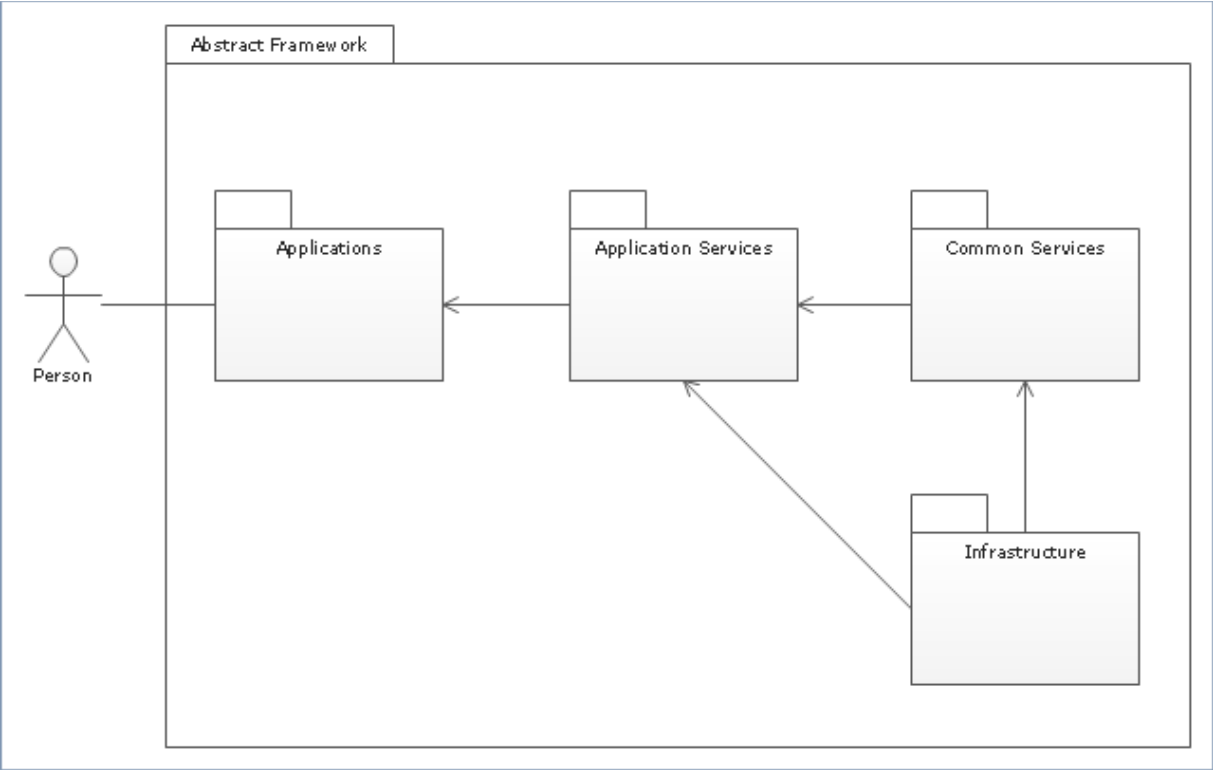 Abstract Framework
Applications
Application Services
Common Services
Person
Infrastructure